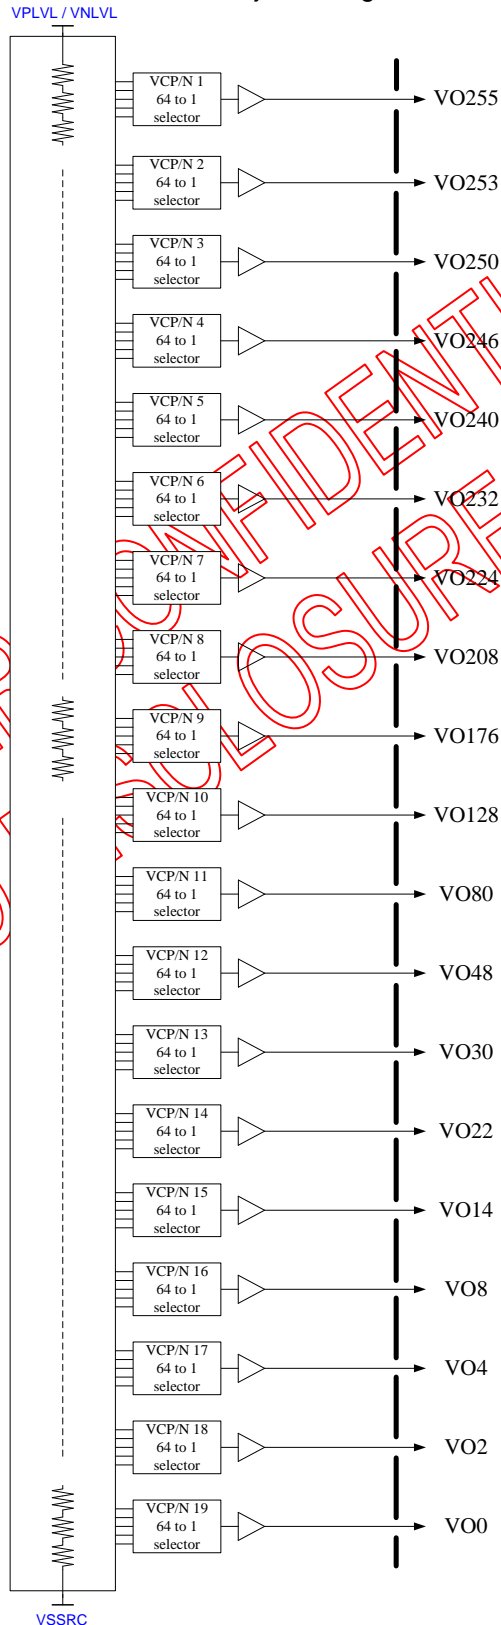 VPLVL / VNLVL
VCP/N 1
64 to 1
selector
VO255
VCP/N 2
64 to 1
selector
VO253
VCP/N 3
64 to 1
selector
VO250
VCP/N 4
64 to 1
selector
VO246
VCP/N 5
64 to 1
selector
VO240
VCP/N 6
64 to 1
selector
VO232
VCP/N 7
64 to 1
selector
VO224
VCP/N 8
64 to 1
selector
VO208
VCP/N 9
64 to 1
selector
VO176
VCP/N 10
64 to 1
selector
VO128
VCP/N 11
64 to 1
selector
VO80
VCP/N 12
64 to 1
selector
VO48
VCP/N 13
64 to 1
selector
VO30
VCP/N 14
64 to 1
selector
VO22
VCP/N 15
64 to 1
selector
VO14
VCP/N 16
64 to 1
selector
VO8
VCP/N 17
64 to 1
selector
VO4
VCP/N 18
64 to 1
selector
VO2
VCP/N 19
64 to 1
selector
VO0
VSSRC